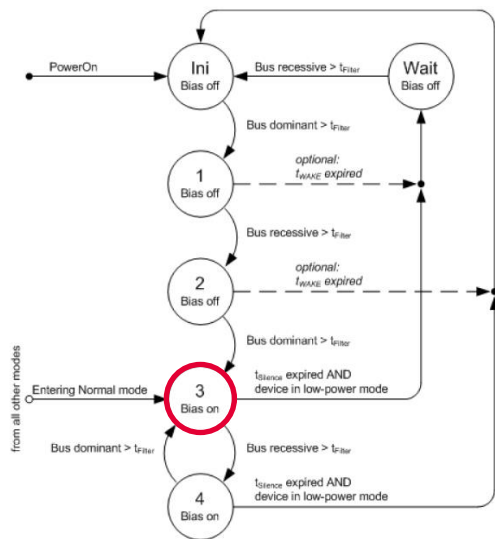 PowerOn
Ini
Bias off
Bus recessive > tFilter
Wait
Bias off
Bus dominant > tFilter
1
Bias off
optional:
tWAKE expired
Bus recessive > tFilter
2
Bias off
optional:
tWAKE expired
Bus dominant > tFilter
from all other modes
Entering Normal mode
3
Bias on
tSilence expired AND
device in low-power mode
Bus dominant > tFilter
Bus recessive > tFilter
4
Bias on
tSilence expired AND
device in low-power mode